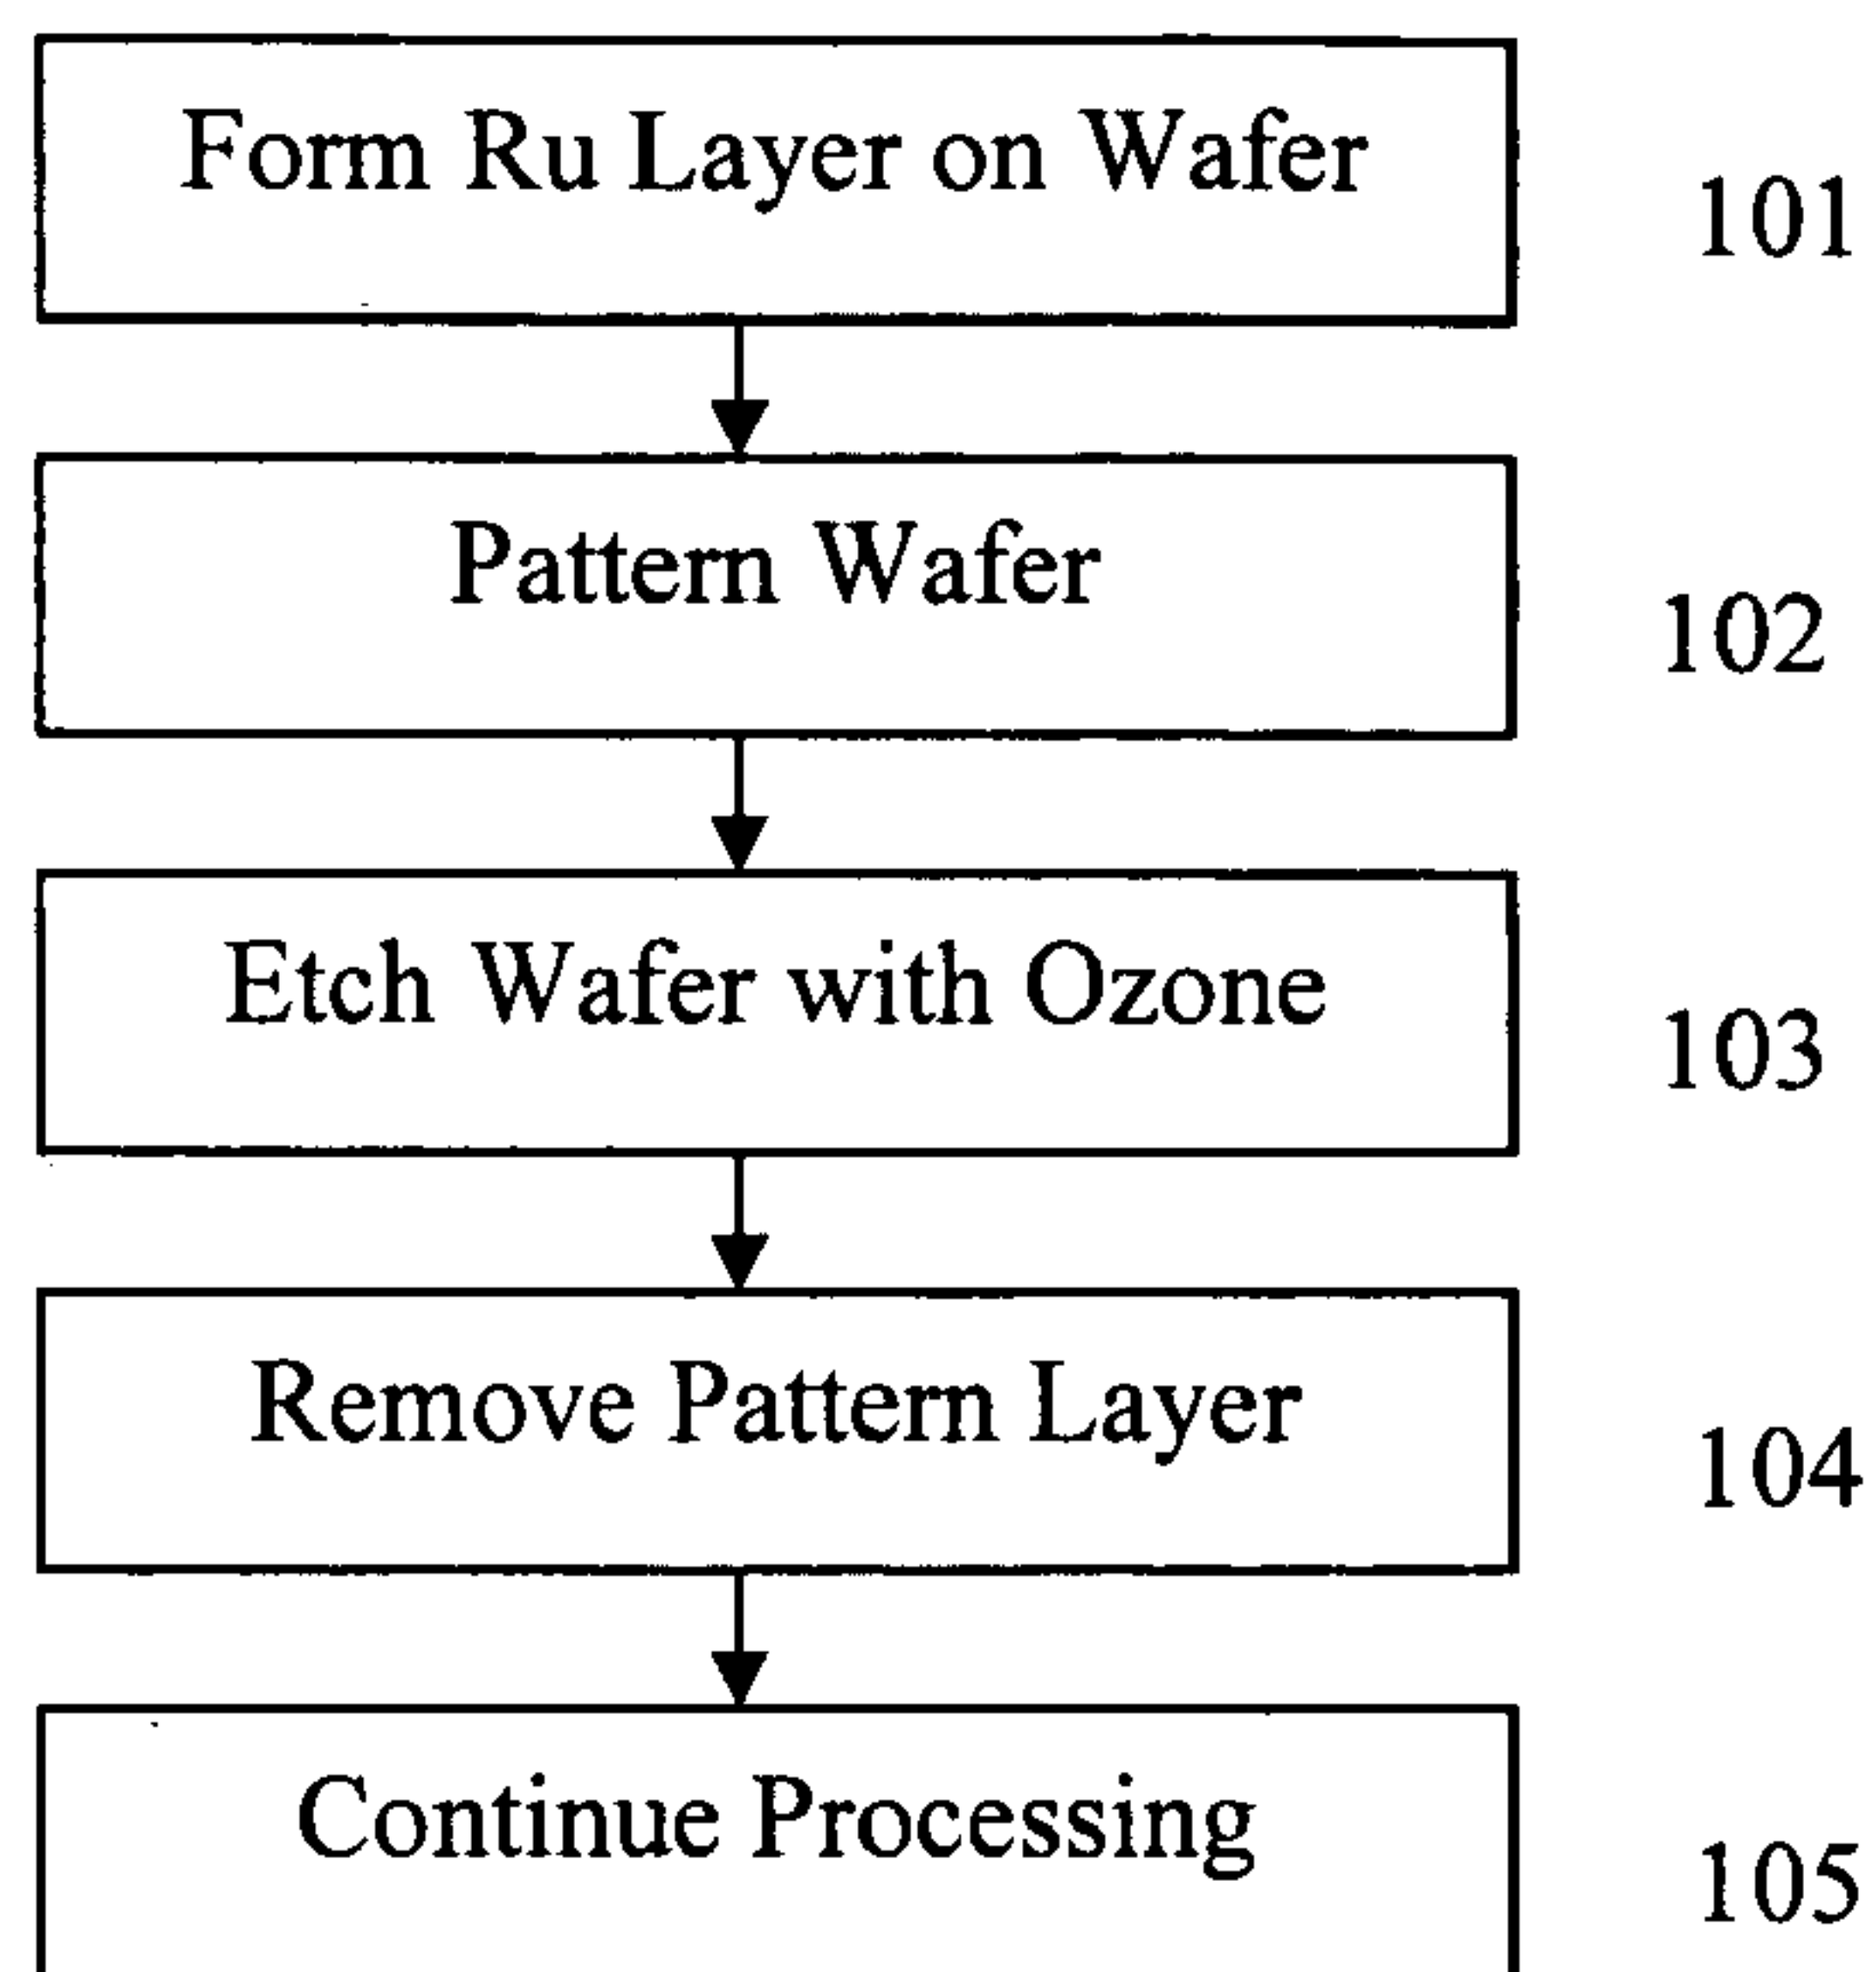 Form Ru Layer on Wafer
101
Pattern Wafer
102
Etch Wafer with Ozone
103
Remove Pattern Layer
104
Continue Processing
105